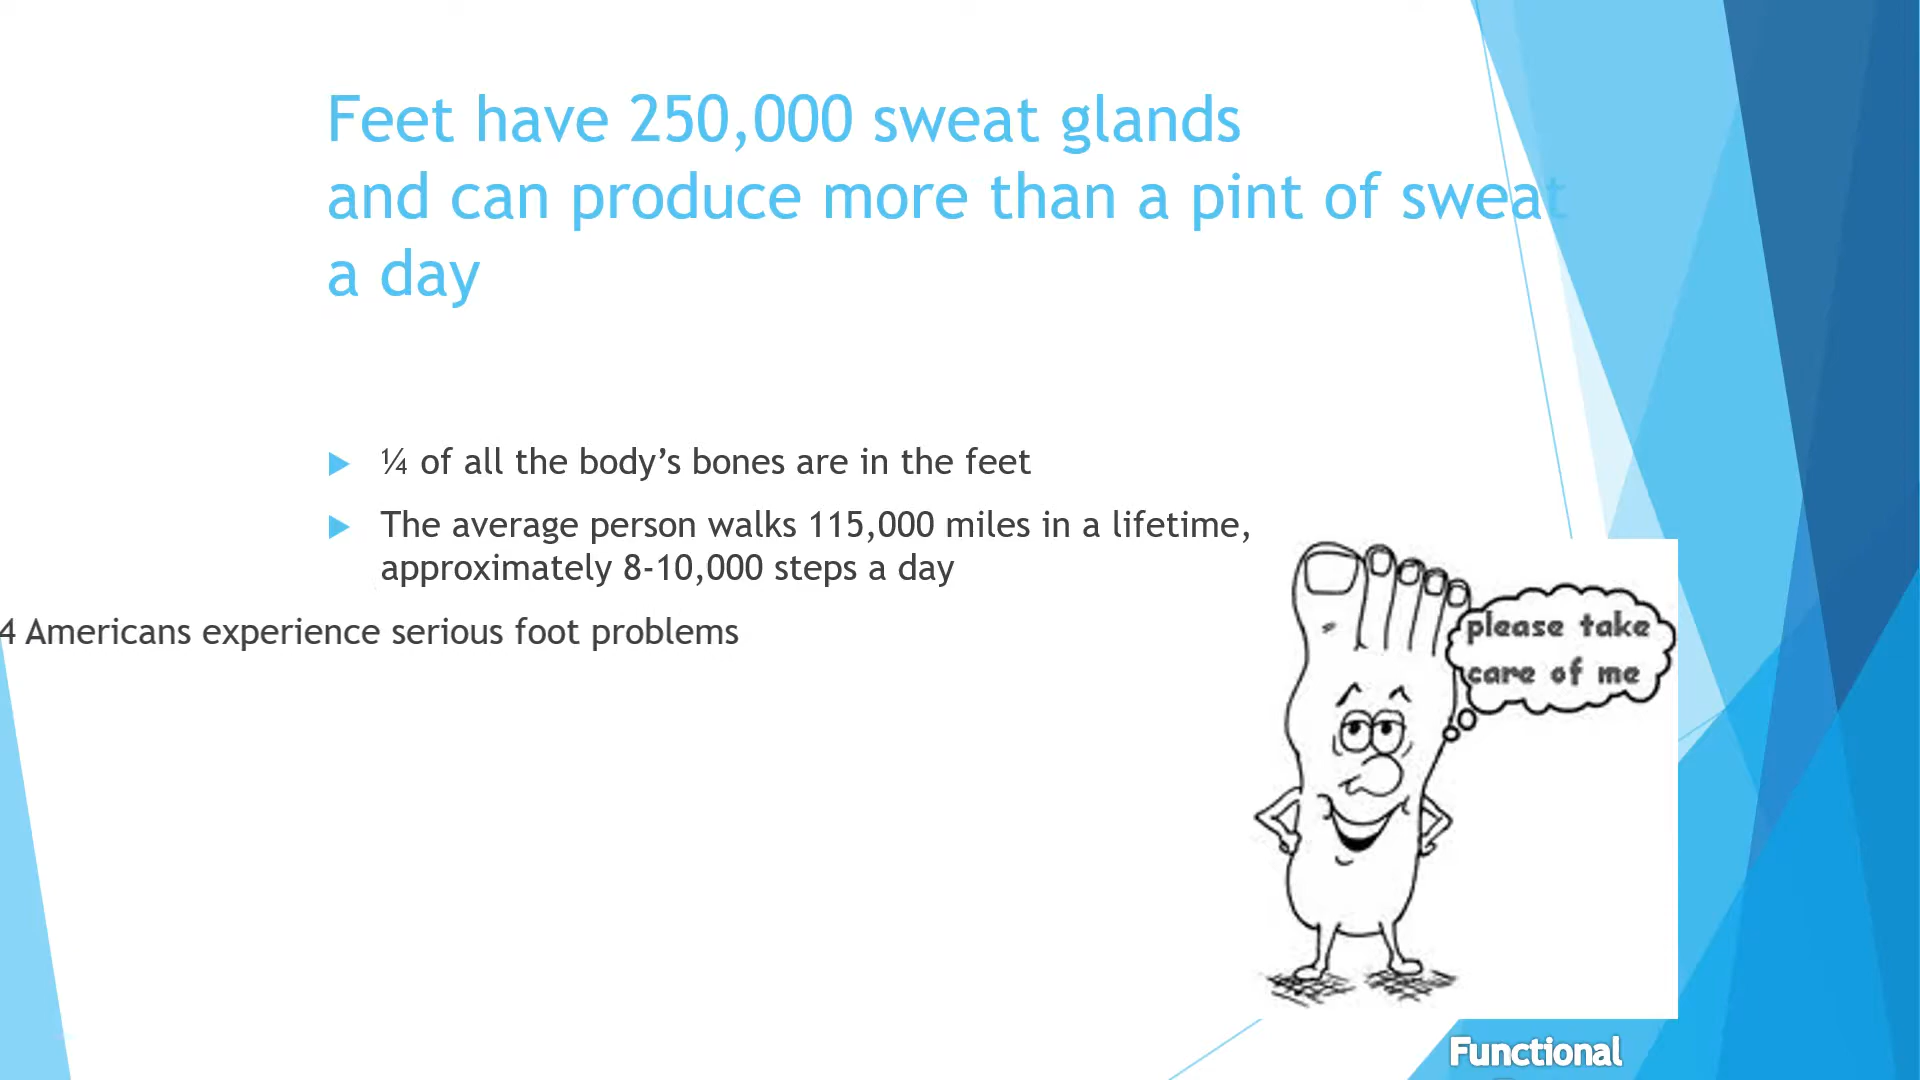 Feet have 250,000 sweat glands
and can produce more than a pint of sweat
a day
¼ of all the body’s bones are in the feet
The average person walks 115,000 miles in a lifetime,
approximately 8-10,000 steps a day
4 Americans experience serious foot problems
please take
care of me
Functional